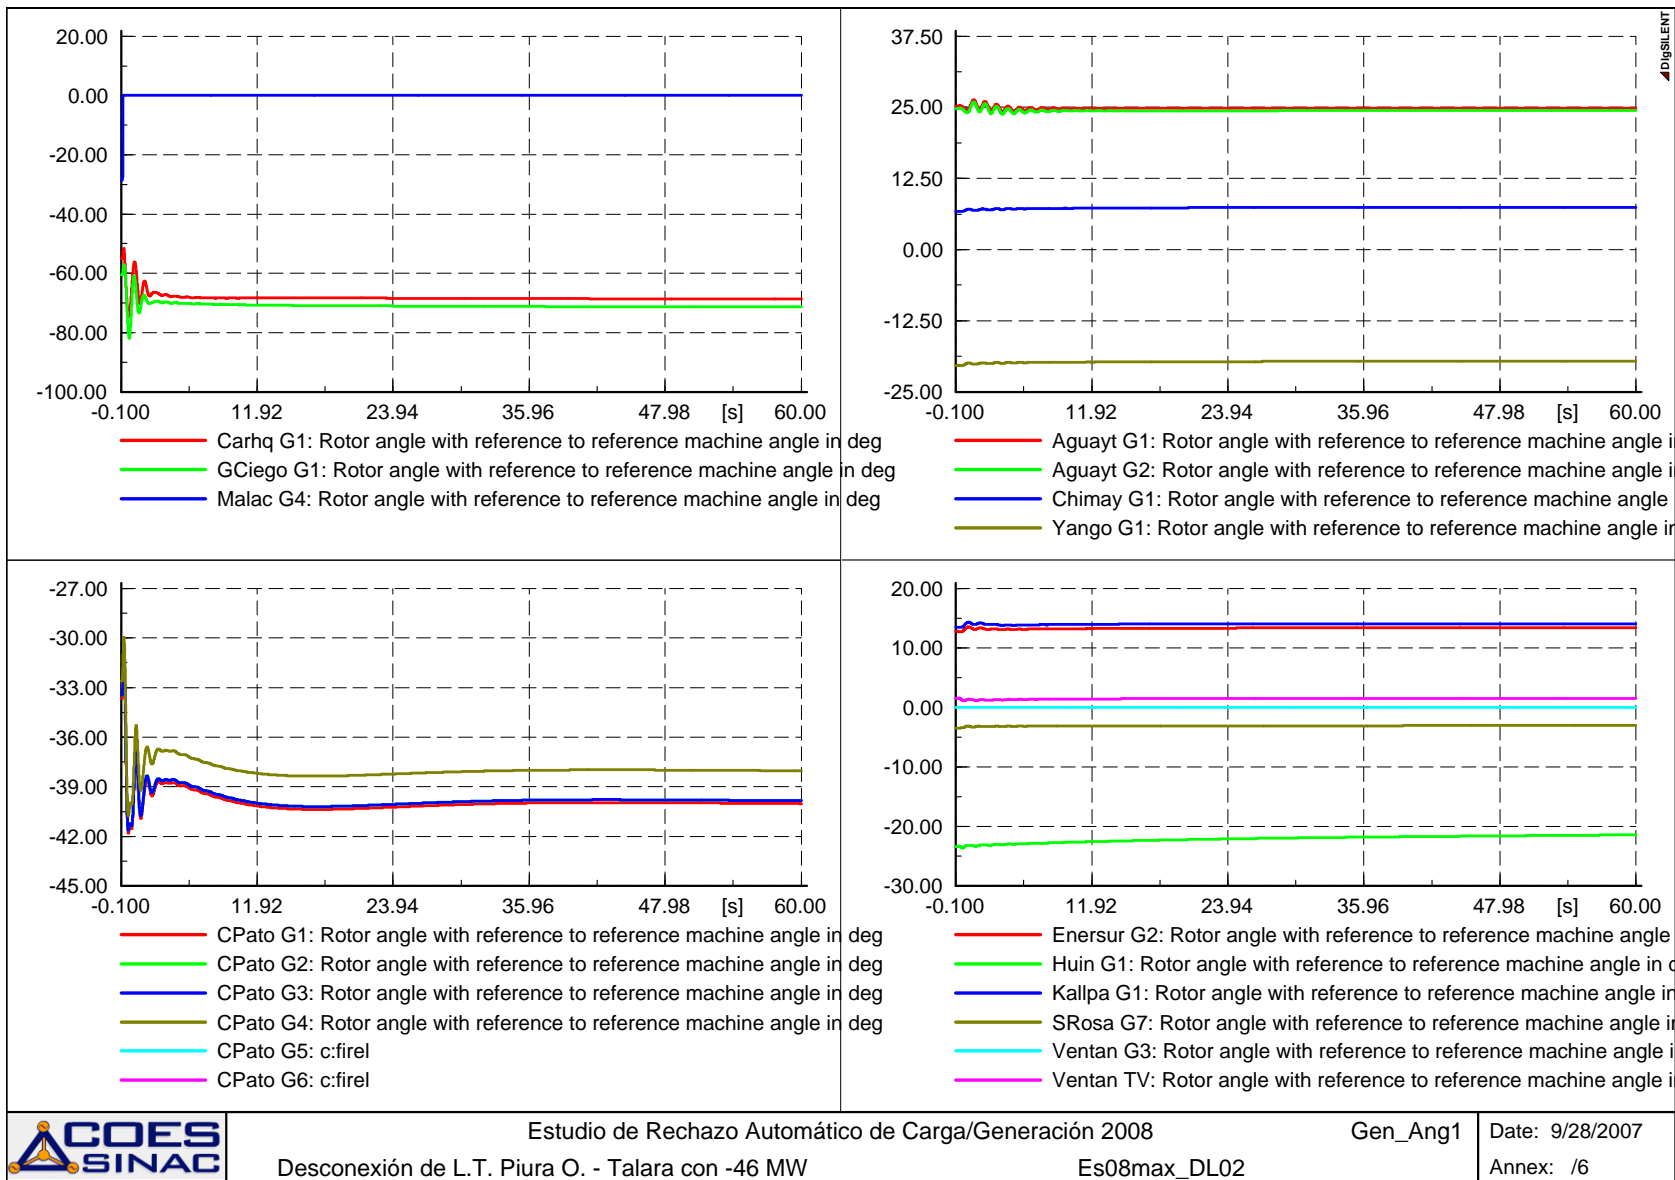 20.00
0.00
-20.00
-40.00
-60.00
-80.00
-100.00
-0.100 11.92 23.94 35.96 47.98 [s] 60.00
Carhq G1: Rotor angle with reference to reference machine angle in deg
GCiego G1: Rotor angle with reference to reference machine angle in deg
Malac G4: Rotor angle with reference to reference machine angle in deg
37.50
25.00
12.50
0.00
-12.50
-25.00
-0.100 11.92 23.94 35.96 47.98 [s] 60.00
Aguayt G1: Rotor angle with reference to reference machine angle i
Aguayt G2: Rotor angle with reference to reference machine angle i
Chimay G1: Rotor angle with reference to reference machine angle
Yango G1: Rotor angle with reference to reference machine angle in
DIgSILENT
-27.00
-30.00
-33.00
-36.00
-39.00
-42.00
-45.00
-0.100 11.92 23.94 35.96 47.98 [s] 60.00
CPato G1: Rotor angle with reference to reference machine angle in deg
CPato G2: Rotor angle with reference to reference machine angle in deg
CPato G3: Rotor angle with reference to reference machine angle in deg
CPato G4: Rotor angle with reference to reference machine angle in deg
CPato G5: c:firel
CPato G6: c:firel
20.00
10.00
0.00
-10.00
-20.00
-30.00
-0.100 11.92 23.94 35.96 47.98 [s] 60.00
Enersur G2: Rotor angle with reference to reference machine angle
Huin G1: Rotor angle with reference to reference machine angle in d
Kallpa G1: Rotor angle with reference to reference machine angle in
SRosa G7: Rotor angle with reference to reference machine angle i
Ventan G3: Rotor angle with reference to reference machine angle i
Ventan TV: Rotor angle with reference to reference machine angle i
COES
SINAC
Estudio de Rechazo Automático de Carga/Generación 2008 Gen_Ang1
Desconexión de L.T. Piura O. - Talara con -46 MW Es08max_DL02
Date: 9/28/2007
Annex: /6